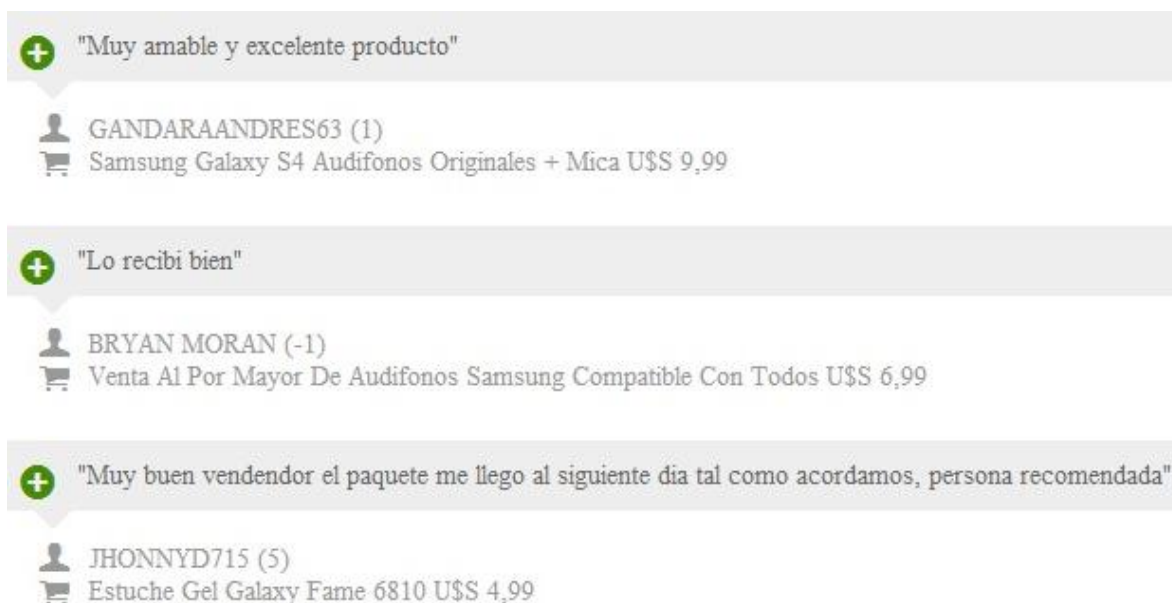 "Muy amable y excelente producto"
GANDARAANDRES63 (1)
Samsung Galaxy S4 Audifonos Originales + Mica U$S 9,99
"Lo recibi bien"
BRYAN MORAN (-1)
Venta Al Por Mayor De Audifonos Samsung Compatible Con Todos U$S 6,99
"Muy buen vendendor el paquete me llego al siguiente dia tal como acordamos, persona recomendada"
JHONNYD715 (5)
Estuche Gel Galaxy Fame 6810 U$S 4,99